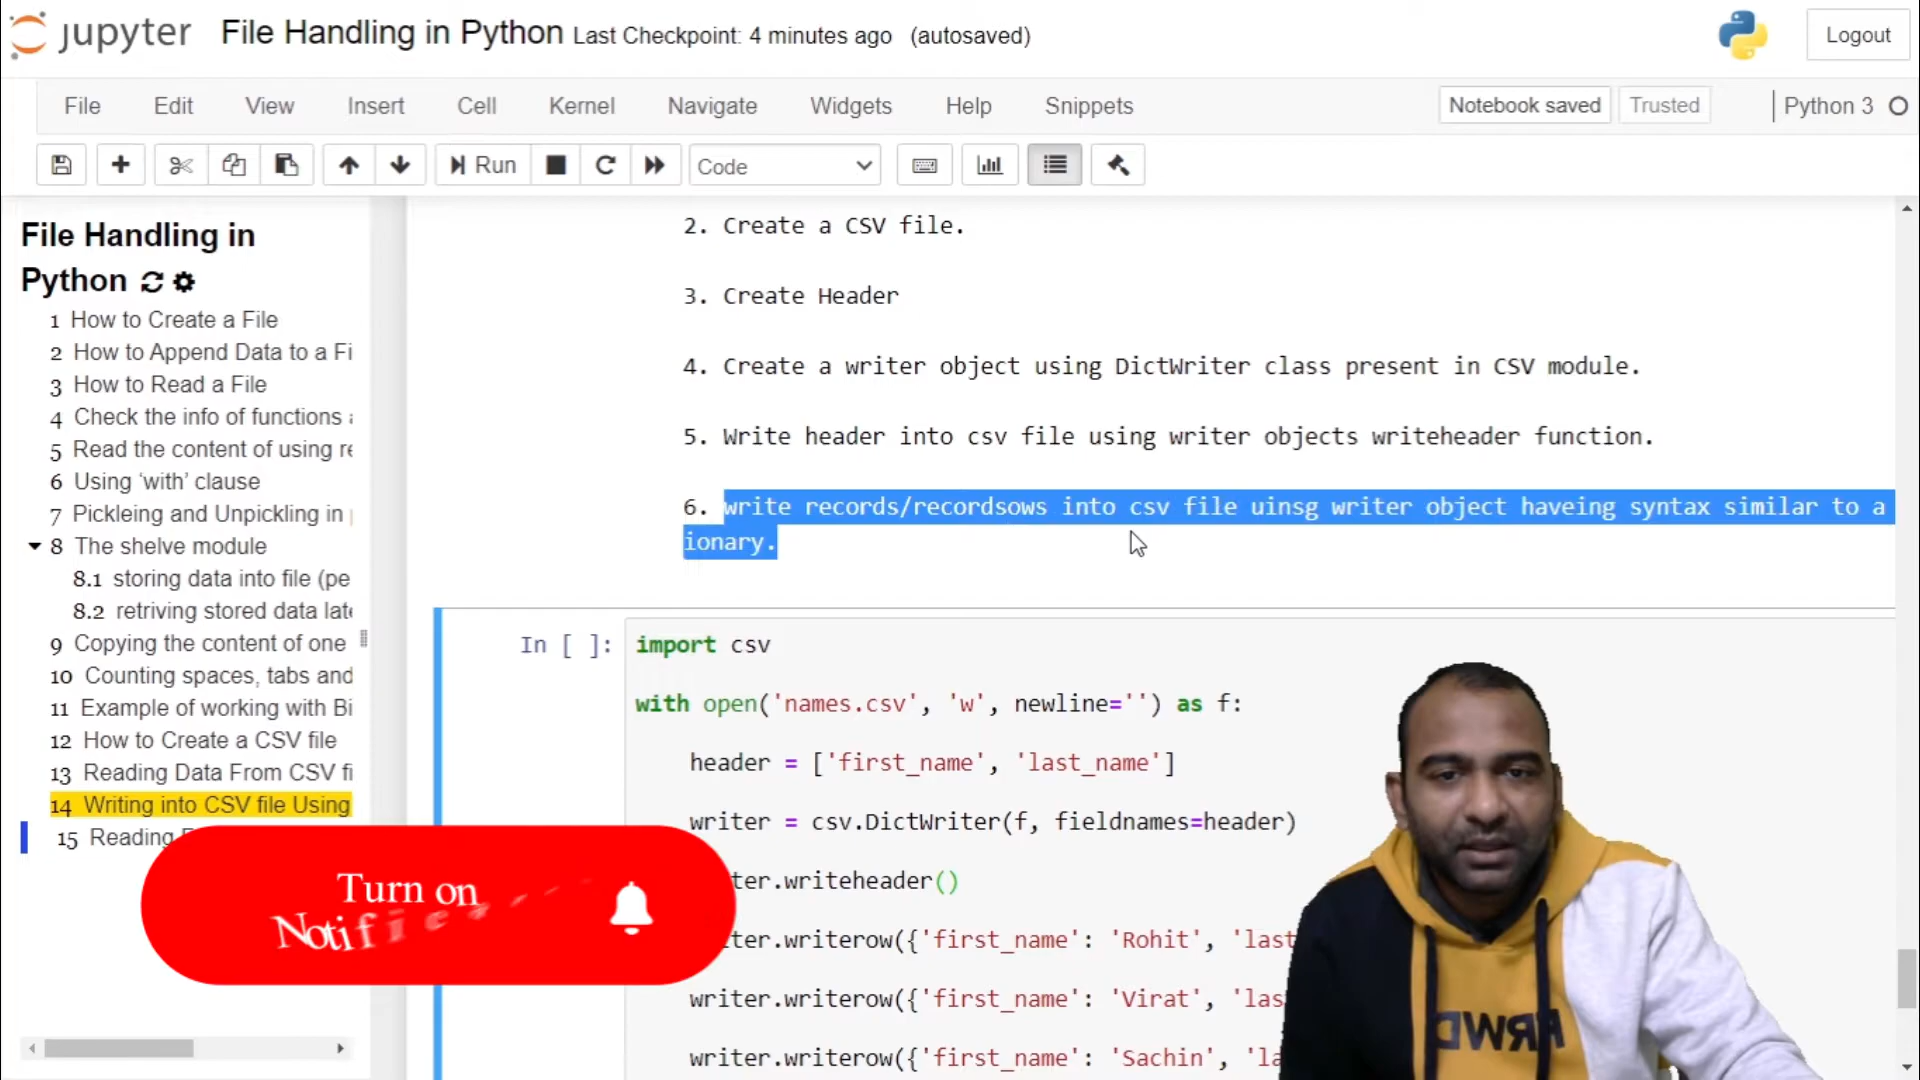 jupyter File Handling in Python Last Checkpoint: 4 minutes ago (autosaved) Logout
File Edit View Insert Cell Kernel Navigate Widgets Help Snippets Notebook saved Trusted Python 3
Run Code
File Handling in
Python
1 How to Create a File
2 How to Append Data to a Fi
3 How to Read a File
4 Check the info of functions
5 Read the content of using re
6 Using ‘with’ clause
7 Pickleing and Unpickling in
8 The shelve module
8.1 storing data into file (pe
8.2 retriving stored data late
9 Copying the content of one
10 Counting spaces, tabs and
11 Example of working with Bi
12 How to Create a CSV file
13 Reading Data From CSV fi
14 Writing into CSV file Using
15 Reading
2. Create a CSV file.
3. Create Header
4. Create a writer object using DictWriter class present in CSV module.
5. Write header into csv file using writer objects writeheader function.
6. write records/recordsows into csv file uinsg writer object haveing syntax similar to a
ionary.
In [ ]:
import csv
with open('names.csv', 'w', newline='') as f:
header = ['first_name', 'last_name']
writer = csv.DictWriter(f, fieldnames=header)
ter.writeheader()
ter.writerow({'first_name': 'Rohit', 'last
writer.writerow({'first_name': 'Virat', 'las
writer.writerow({'first_name': 'Sachin', 'la
Turn on